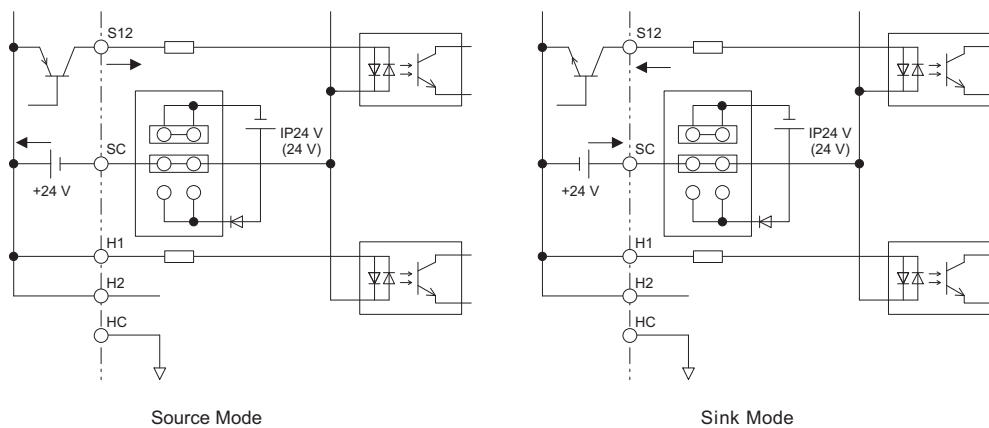 S12
IP24 V
(24 V)
SC
+24 V
H1
H2
HC
Source Mode
S12
IP24 V
(24 V)
SC
+24 V
H1
H2
HC
Sink Mode